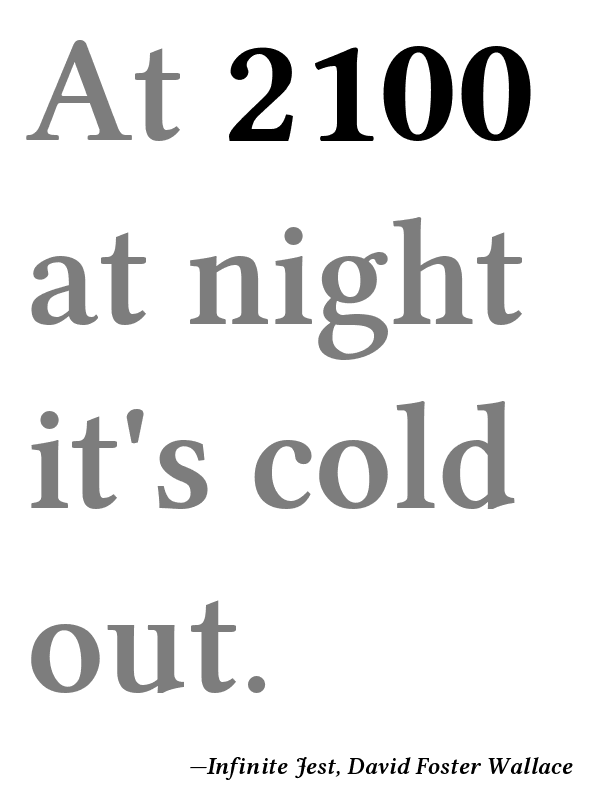 At 2100
at night
it's cold
out.
—Infinite Jest, David Foster Wallace